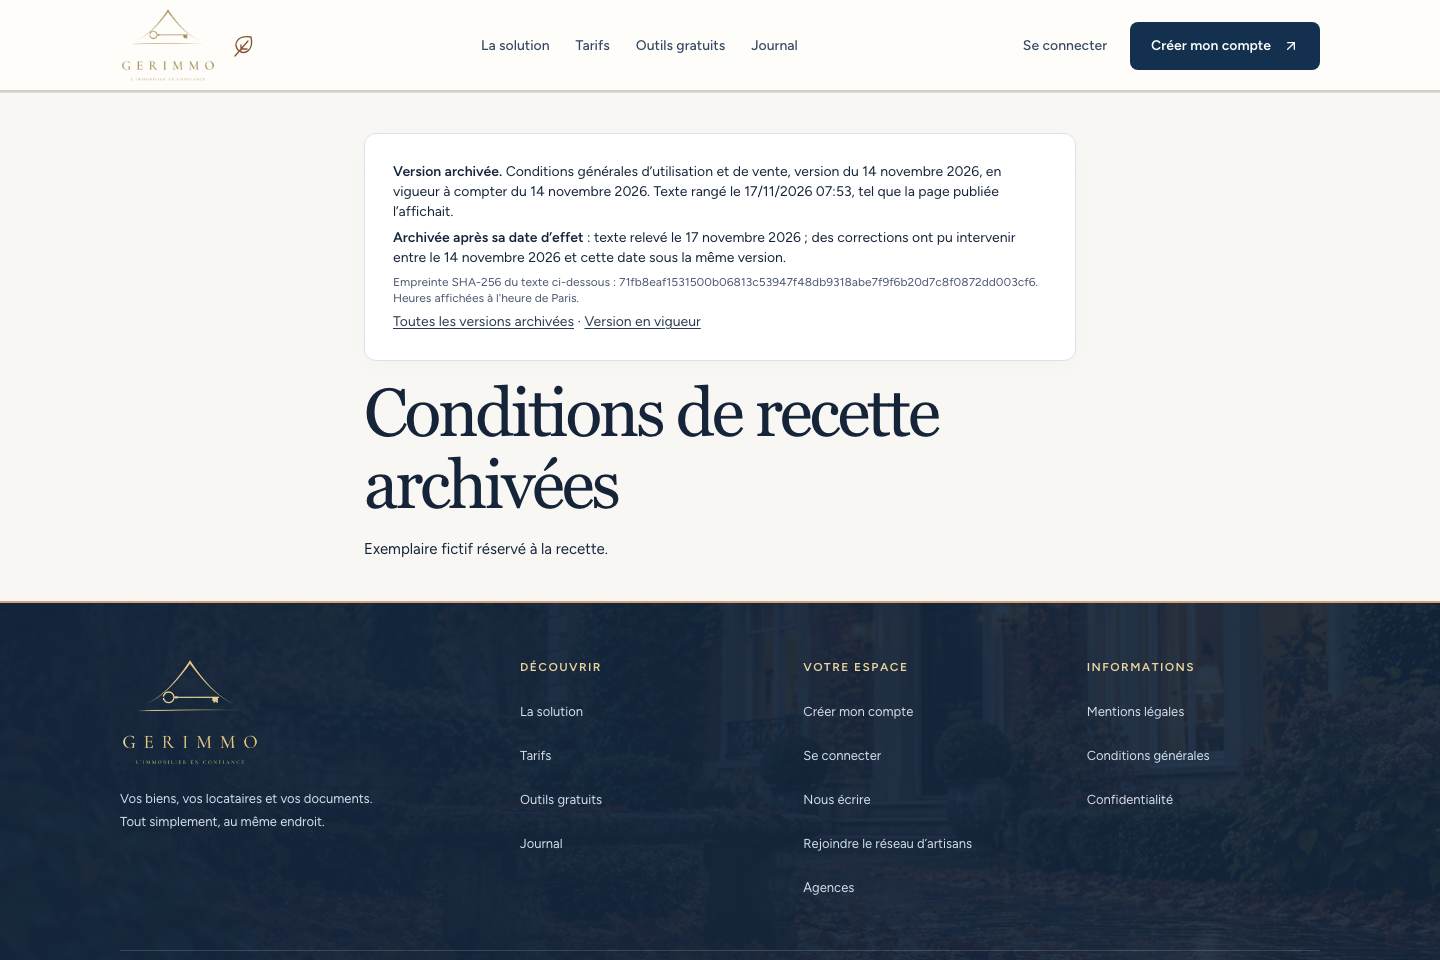 GERIMMO
L'IMMOBILIER EN CONFIANCE
La solution
Tarifs
Outils gratuits
Journal
Se connecter
Créer mon compte
Version archivée. Conditions générales d’utilisation et de vente, version du 14 novembre 2026, en
vigueur à compter du 14 novembre 2026. Texte rangé le 17/11/2026 07:53, tel que la page publiée
l’affichait.
Archivée après sa date d’effet : texte relevé le 17 novembre 2026 ; des corrections ont pu intervenir
entre le 14 novembre 2026 et cette date sous la même version.
Empreinte SHA-256 du texte ci-dessous : 71fb8eaf1531500b06813c53947f48db9318abe7f9f6b20d7c8f0872dd003cf6.
Heures affichées à l’heure de Paris.
Toutes les versions archivées · Version en vigueur
Conditions de recette
archivées
Exemplaire fictif réservé à la recette.
GERIMMO
L'IMMOBILIER EN CONFIANCE
Vos biens, vos locataires et vos documents.
Tout simplement, au même endroit.
DÉCOUVRIR
La solution
Tarifs
Outils gratuits
Journal
VOTRE ESPACE
Créer mon compte
Se connecter
Nous écrire
Rejoindre le réseau d’artisans
Agences
INFORMATIONS
Mentions légales
Conditions générales
Confidentialité